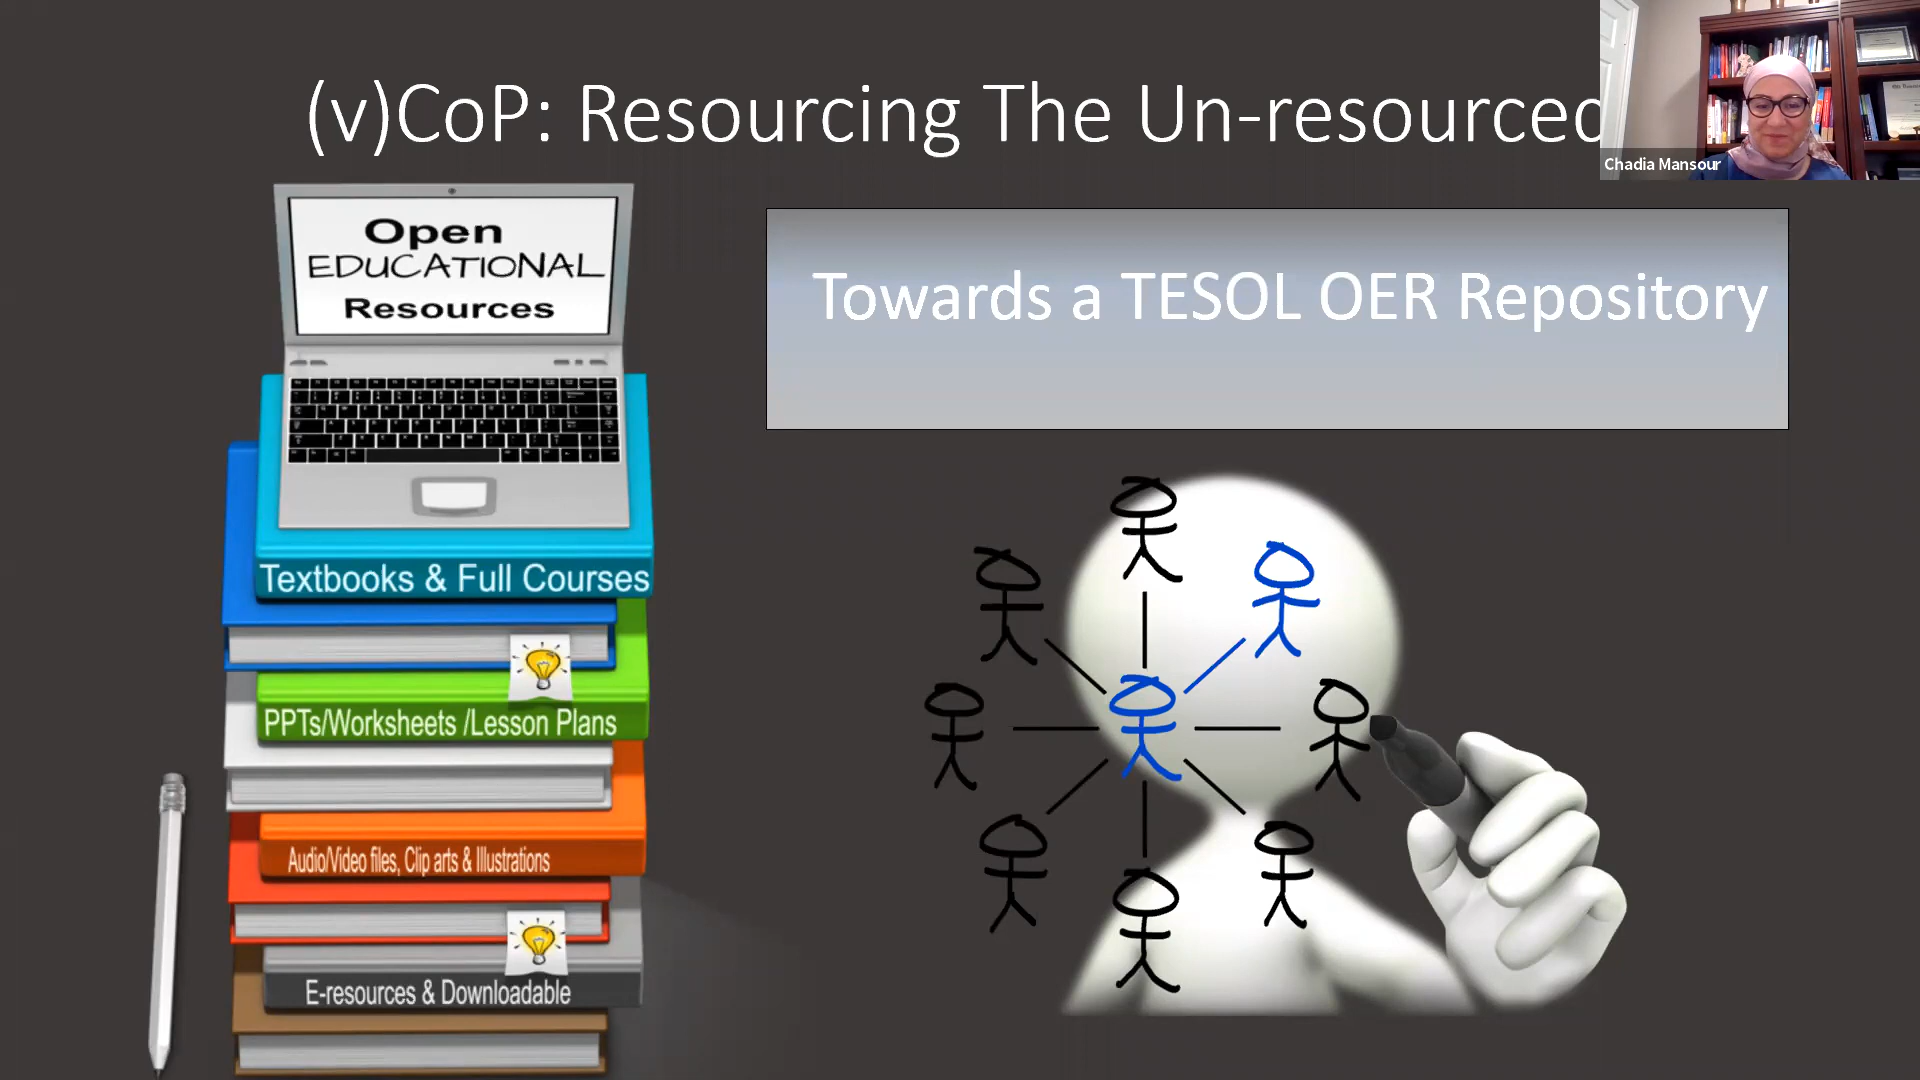 (v)CoP: Resourcing The Un-resourced
Chadia Mansour
Open
EDUCATIONAL
Resources
Towards a TESOL OER Repository
Textbooks & Full Courses
PPTs/Worksheets /Lesson Plans
Audio/Video files, Clip arts & Illustrations
E-resources & Downloadable